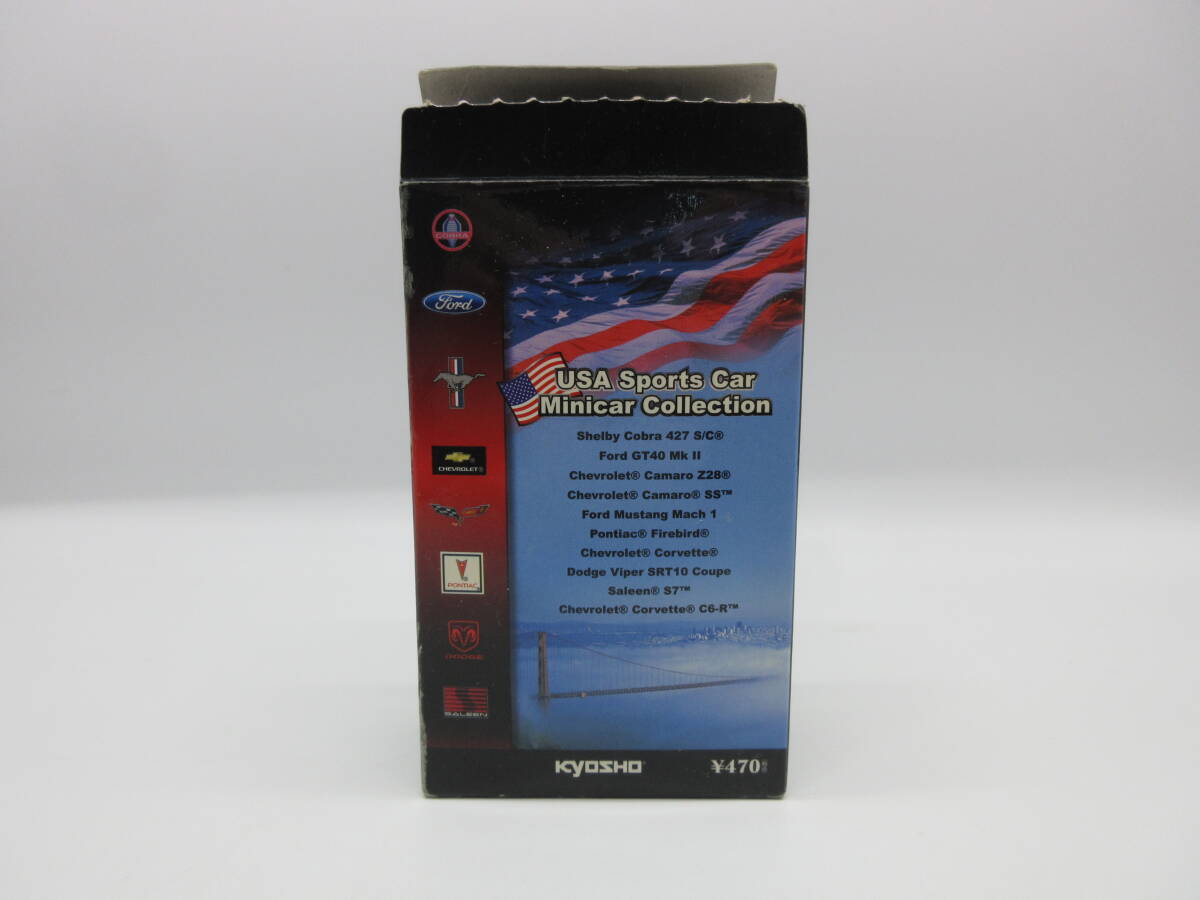 COBRA
Ford
CHEVROLET®
PONTIAC
DODGE
SALEEN
USA Sports Car
Minicar Collection
Shelby Cobra 427 S/C®
Ford GT40 Mk II
Chevrolet® Camaro Z28®
Chevrolet® Camaro® SS™
Ford Mustang Mach 1
Pontiac® Firebird®
Chevrolet® Corvette®
Dodge Viper SRT10 Coupe
Saleen® S7™
Chevrolet® Corvette® C6-R™
KYOSHO
¥470